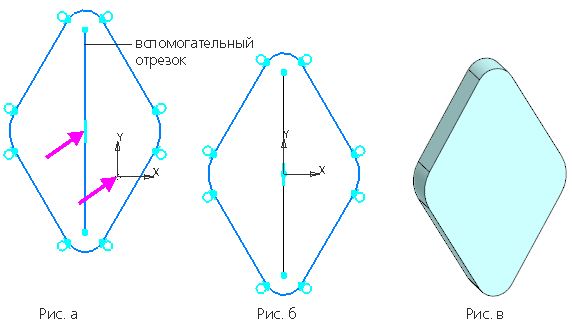 вспомогательный
отрезок
Y
X
Y
X
Рис. а
Рис. б
Рис. в